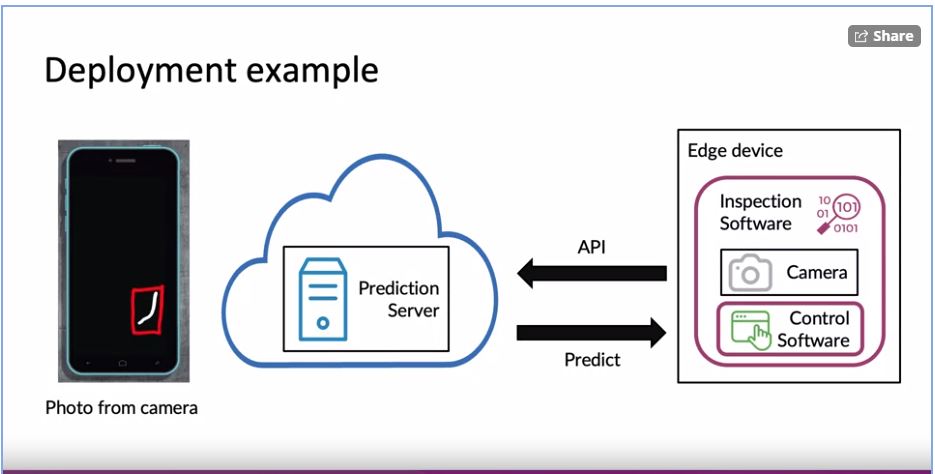 Share
Deployment example
Photo from camera
Prediction
Server
API
Predict
Edge device
Inspection
Software
10 101
01
0101
Camera
Control
Software